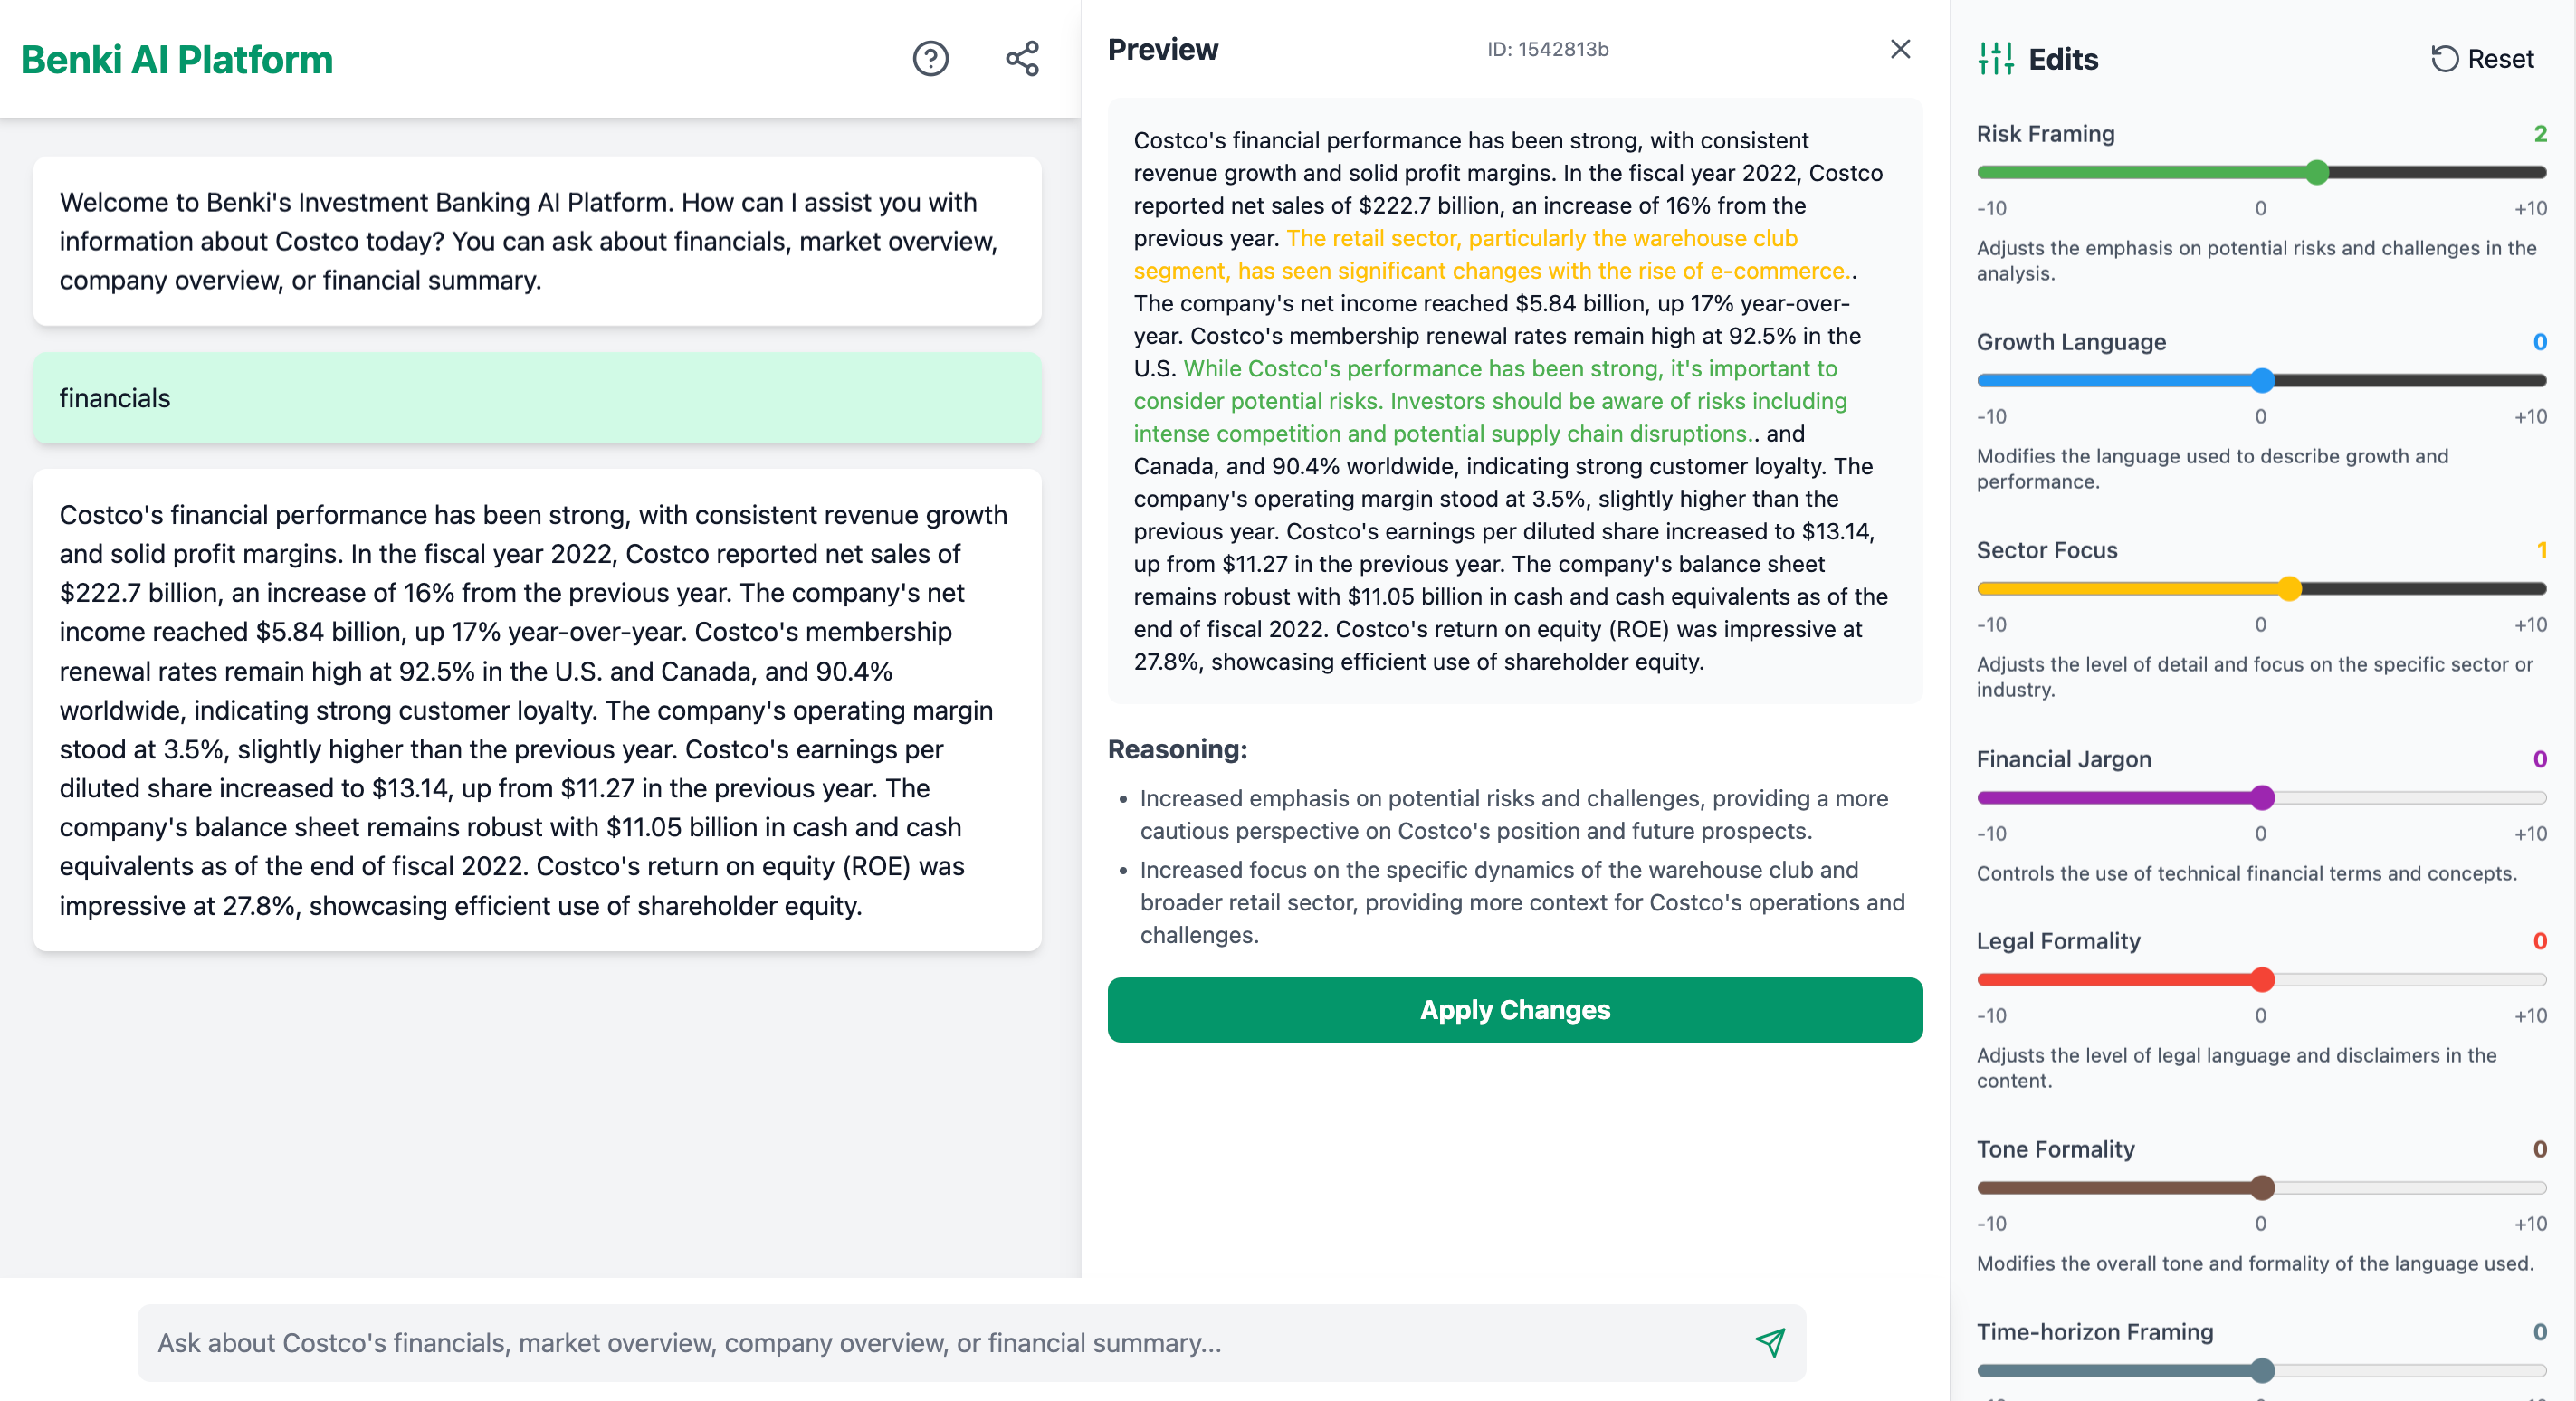 Benki AI Platform
Welcome to Benki's Investment Banking AI Platform. How can I assist you with
information about Costco today? You can ask about financials, market overview,
company overview, or financial summary.
financials
Costco's financial performance has been strong, with consistent revenue growth
and solid profit margins. In the fiscal year 2022, Costco reported net sales of
$222.7 billion, an increase of 16% from the previous year. The company's net
income reached $5.84 billion, up 17% year-over-year. Costco's membership
renewal rates remain high at 92.5% in the U.S. and Canada, and 90.4%
worldwide, indicating strong customer loyalty. The company's operating margin
stood at 3.5%, slightly higher than the previous year. Costco's earnings per
diluted share increased to $13.14, up from $11.27 in the previous year. The
company's balance sheet remains robust with $11.05 billion in cash and cash
equivalents as of the end of fiscal 2022. Costco's return on equity (ROE) was
impressive at 27.8%, showcasing efficient use of shareholder equity.
Ask about Costco's financials, market overview, company overview, or financial summary...
Preview
ID: 1542813b
Costco's financial performance has been strong, with consistent
revenue growth and solid profit margins. In the fiscal year 2022, Costco
reported net sales of $222.7 billion, an increase of 16% from the
previous year. The retail sector, particularly the warehouse club
segment, has seen significant changes with the rise of e-commerce..
The company's net income reached $5.84 billion, up 17% year-over-
year. Costco's membership renewal rates remain high at 92.5% in the
U.S. While Costco's performance has been strong, it's important to
consider potential risks. Investors should be aware of risks including
intense competition and potential supply chain disruptions.. and
Canada, and 90.4% worldwide, indicating strong customer loyalty. The
company's operating margin stood at 3.5%, slightly higher than the
previous year. Costco's earnings per diluted share increased to $13.14,
up from $11.27 in the previous year. The company's balance sheet
remains robust with $11.05 billion in cash and cash equivalents as of the
end of fiscal 2022. Costco's return on equity (ROE) was impressive at
27.8%, showcasing efficient use of shareholder equity.
Reasoning:
• Increased emphasis on potential risks and challenges, providing a more
cautious perspective on Costco's position and future prospects.
• Increased focus on the specific dynamics of the warehouse club and
broader retail sector, providing more context for Costco's operations and
challenges.
Apply Changes
Edits
Reset
Risk Framing 2
-10 0 +10
Adjusts the emphasis on potential risks and challenges in the
analysis.
Growth Language 0
-10 0 +10
Modifies the language used to describe growth and
performance.
Sector Focus 1
-10 0 +10
Adjusts the level of detail and focus on the specific sector or
industry.
Financial Jargon 0
-10 0 +10
Controls the use of technical financial terms and concepts.
Legal Formality 0
-10 0 +10
Adjusts the level of legal language and disclaimers in the
content.
Tone Formality 0
-10 0 +10
Modifies the overall tone and formality of the language used.
Time-horizon Framing 0